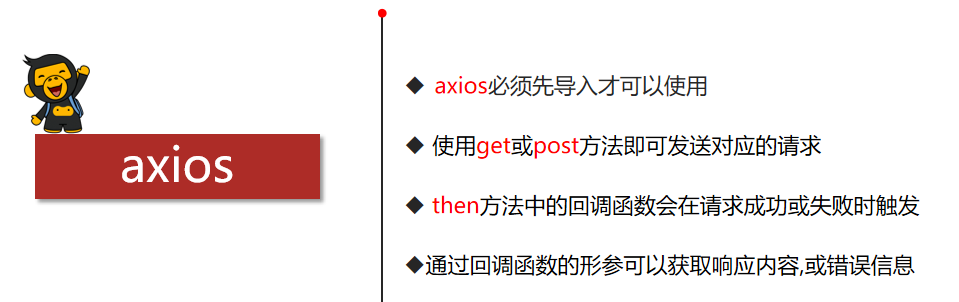 axios
◆ axios必须先导入才可以使用
◆ 使用get或post方法即可发送对应的请求
◆ then方法中的回调函数会在请求成功或失败时触发
◆通过回调函数的形参可以获取响应内容,或错误信息